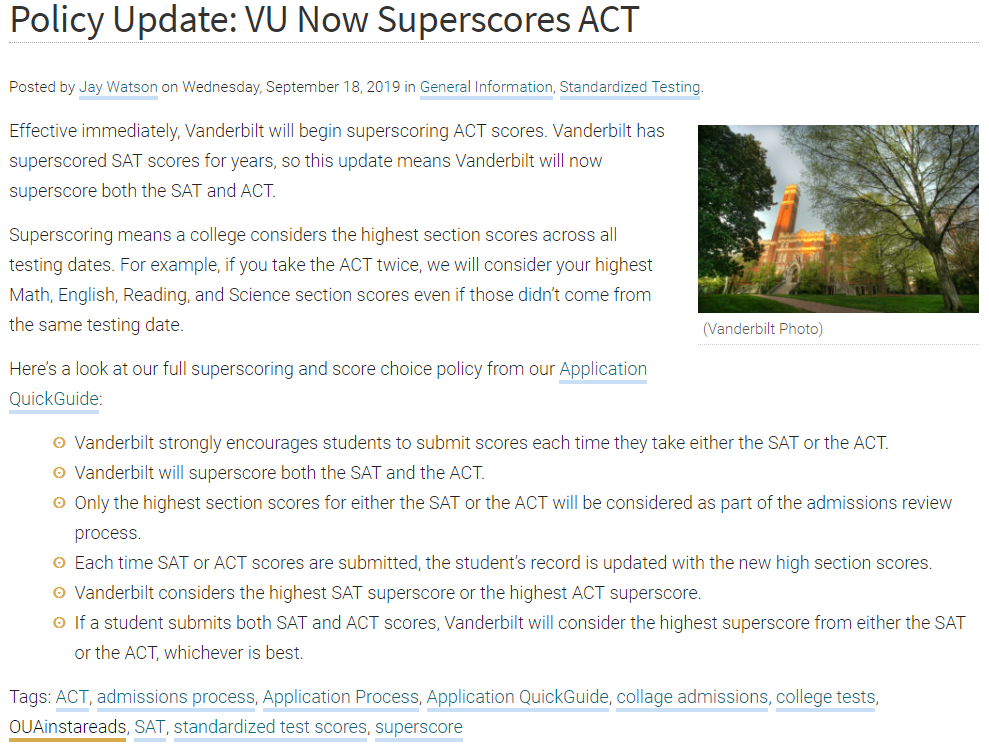 Policy Update: VU Now Superscores ACT
Posted by Jay Watson on Wednesday, September 18, 2019 in General Information, Standardized Testing.
Effective immediately, Vanderbilt will begin superscoring ACT scores. Vanderbilt has
superscored SAT scores for years, so this update means Vanderbilt will now
superscore both the SAT and ACT.
Superscoring means a college considers the highest section scores across all
testing dates. For example, if you take the ACT twice, we will consider your highest
Math, English, Reading, and Science section scores even if those didn’t come from
the same testing date.
(Vanderbilt Photo)
Here’s a look at our full superscoring and score choice policy from our Application
QuickGuide:
Vanderbilt strongly encourages students to submit scores each time they take either the SAT or the ACT.
Vanderbilt will superscore both the SAT and the ACT.
Only the highest section scores for either the SAT or the ACT will be considered as part of the admissions review
process.
Each time SAT or ACT scores are submitted, the student’s record is updated with the new high section scores.
Vanderbilt considers the highest SAT superscore or the highest ACT superscore.
If a student submits both SAT and ACT scores, Vanderbilt will consider the highest superscore from either the SAT
or the ACT, whichever is best.
Tags: ACT, admissions process, Application Process, Application QuickGuide, collage admissions, college tests,
OUAinstareads, SAT, standardized test scores, superscore